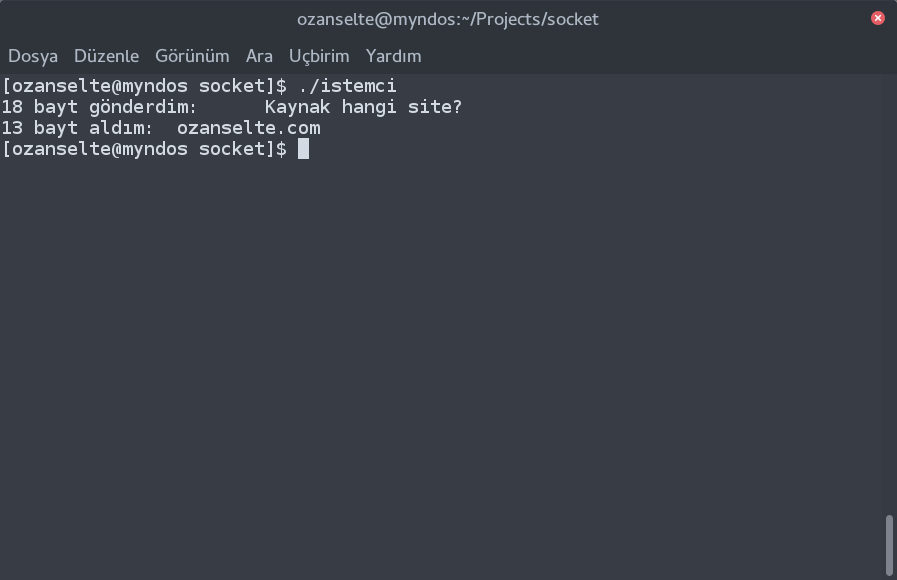 ozanselte@myndos:~/Projects/socket
Dosya Düzenle Görünüm Ara Uçbirim Yardım
[ozanselte@myndos socket]$ ./istemci
18 bayt gönderdim:      Kaynak hangi site?
13 bayt aldım:  ozanselte.com
[ozanselte@myndos socket]$